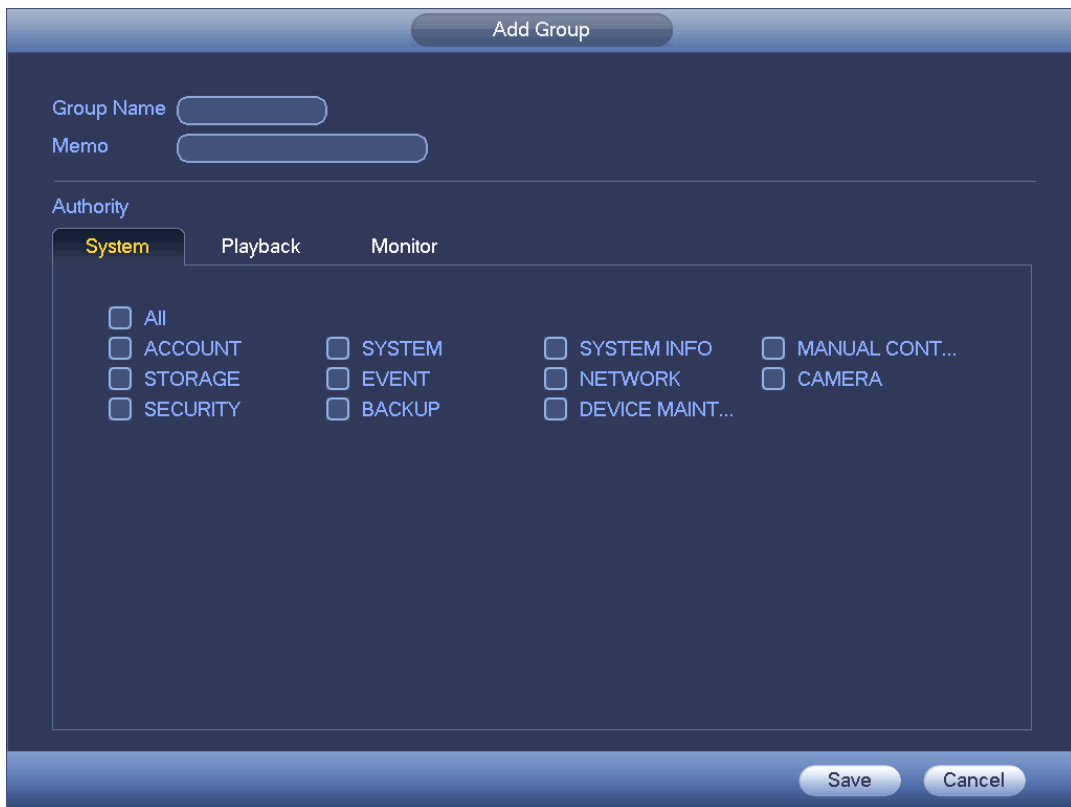 Add Group
Group Name
Memo
Authority
System Playback Monitor
All
ACCOUNT SYSTEM SYSTEM INFO MANUAL CONT...
STORAGE EVENT NETWORK CAMERA
SECURITY BACKUP DEVICE MAINT...
Save Cancel